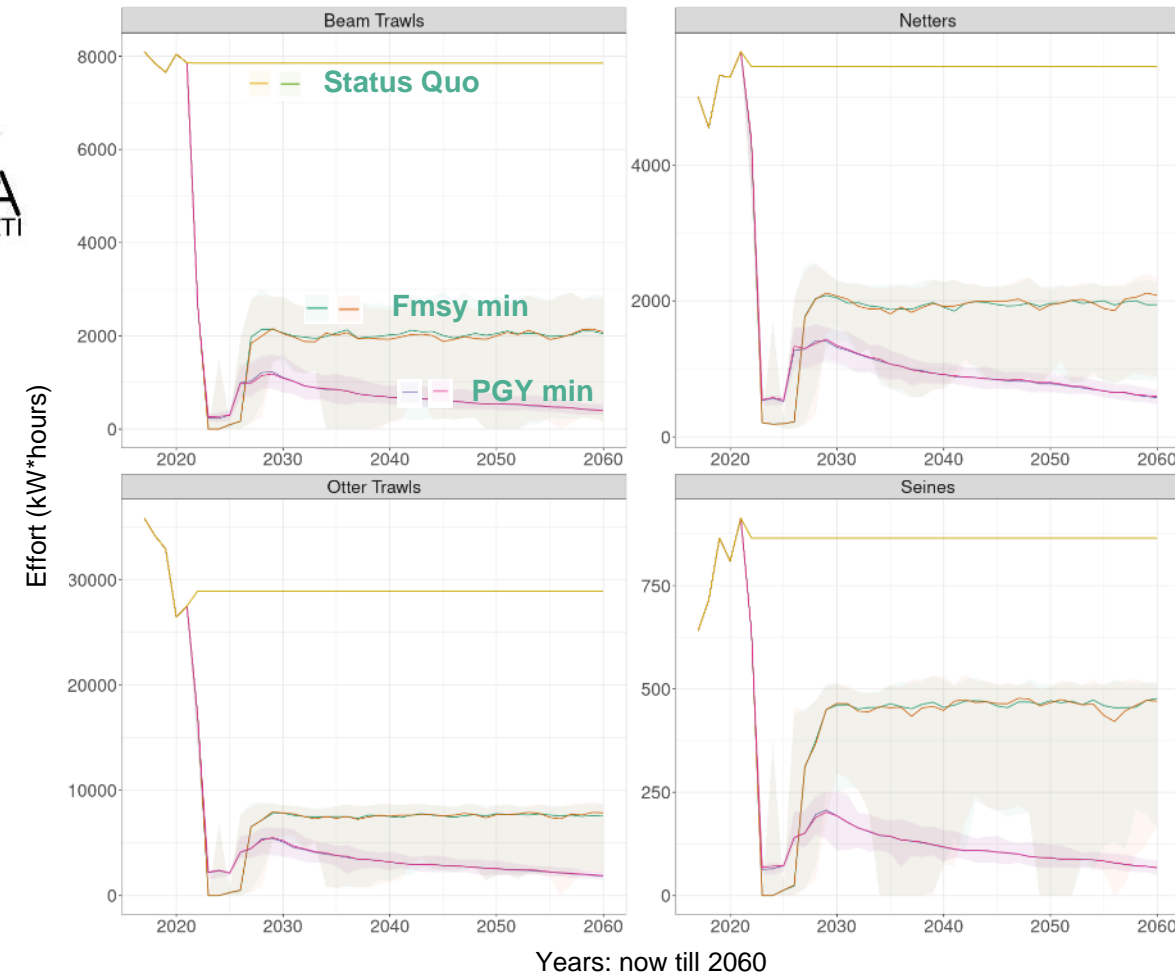 Beam Trawls
Netters
8000
6000
4000
2000
0
Status Quo
Fmsy min
PGY min
4000
2000
0
2020 2030 2040 2050 2060
2020 2030 2040 2050 2060
Otter Trawls
Seines
30000
20000
10000
0
750
500
250
0
2020 2030 2040 2050 2060
2020 2030 2040 2050 2060
Effort (kW*hours)
Years: now till 2060